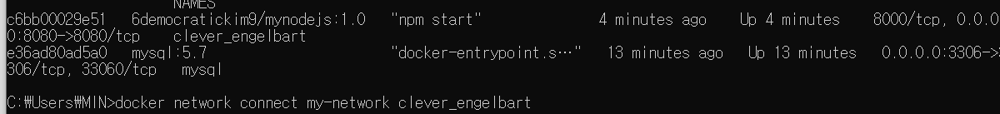 NAMES
c6bb00029e51 6democratickim9/mynodejs:1.0 "npm start" 4 minutes ago Up 4 minutes 8000/tcp, 0.0.0
0:8080->8080/tcp clever_engelbart
e36ad80ad5a0 mysql:5.7 "docker-entrypoint.s…" 13 minutes ago Up 13 minutes 0.0.0.0:3306->
306/tcp, 33060/tcp mysql
C:₩Users₩MIN>docker network connect my-network clever_engelbart